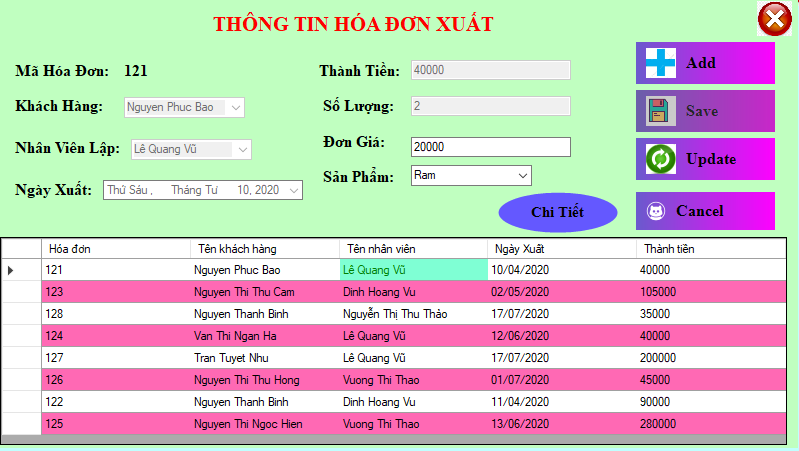 THÔNG TIN HÓA ĐƠN XUẤT
Mã Hóa Đơn: 121
Thành Tiền: 40000
Add
Khách Hàng: Nguyen Phuc Bao
Số Lượng: 2
Save
Nhân Viên Lập: Lê Quang Vũ
Đơn Giá: 20000
Update
Ngày Xuất: Thứ Sáu , Tháng Tư 10, 2020
Sản Phẩm: Ram
Chi Tiết
Cancel
Hóa đơn Tên khách hàng Tên nhân viên Ngày Xuất Thành tiền
121 Nguyen Phuc Bao Lê Quang Vũ 10/04/2020 40000
123 Nguyen Thi Thu Cam Dinh Hoang Vu 02/05/2020 105000
128 Nguyen Thanh Binh Nguyễn Thị Thu Thảo 17/07/2020 35000
124 Van Thi Ngan Ha Lê Quang Vũ 12/06/2020 40000
127 Tran Tuyet Nhu Lê Quang Vũ 17/07/2020 200000
126 Nguyen Thi Thu Hong Vuong Thi Thao 01/07/2020 45000
122 Nguyen Thanh Binh Dinh Hoang Vu 11/04/2020 90000
125 Nguyen Thi Ngoc Hien Vuong Thi Thao 13/06/2020 280000